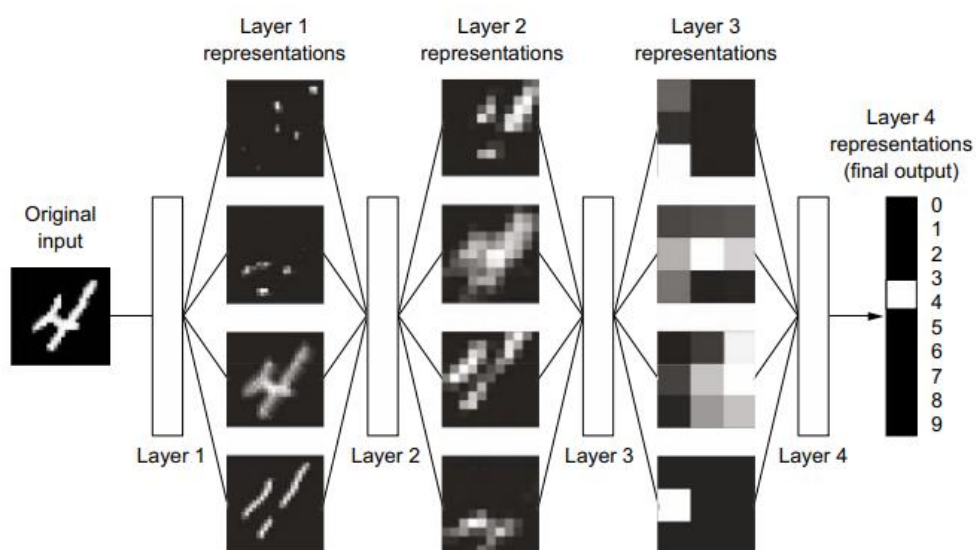 Layer 1
representations
Layer 2
representations
Layer 3
representations
Layer 4
representations
(final output)
Original
input
0
1
2
3
4
5
6
7
8
9
Layer 1
Layer 2
Layer 3
Layer 4